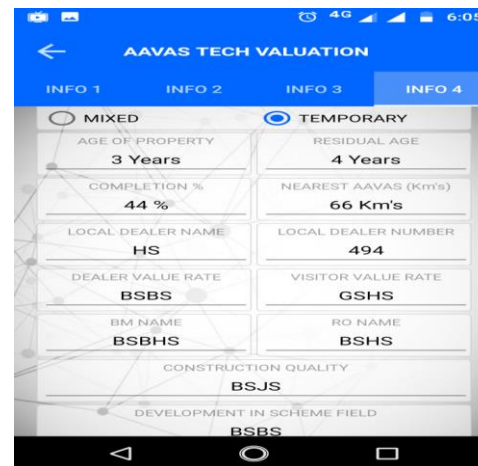 4G 6:05
AAVAS TECH VALUATION
INFO 1 INFO 2 INFO 3 INFO 4
MIXED TEMPORARY
AGE OF PROPERTY RESIDUAL AGE
3 Years 4 Years
COMPLETION % NEAREST AAVAS (Km's)
44 % 66 Km's
LOCAL DEALER NAME LOCAL DEALER NUMBER
HS 494
DEALER VALUE RATE VISITOR VALUE RATE
BSBS GSHS
BM NAME RO NAME
BSBHS BSHS
CONSTRUCTION QUALITY
BSJS
DEVELOPMENT IN SCHEME FIELD
BSBS